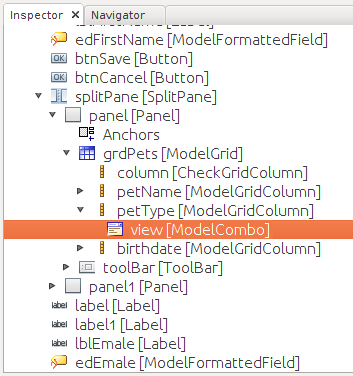 Inspector × Navigator
edFirstName [ModelFormattedField]
OK btnSave [Button]
OK btnCancel [Button]
splitPane [SplitPane]
panel [Panel]
Anchors
grdPets [ModelGrid]
column [CheckGridColumn]
petName [ModelGridColumn]
petType [ModelGridColumn]
view [ModelCombo]
birthdate [ModelGridColumn]
toolBar [ToolBar]
panel1 [Panel]
label label [Label]
label label1 [Label]
label lblEmale [Label]
edEmale [ModelFormattedField]